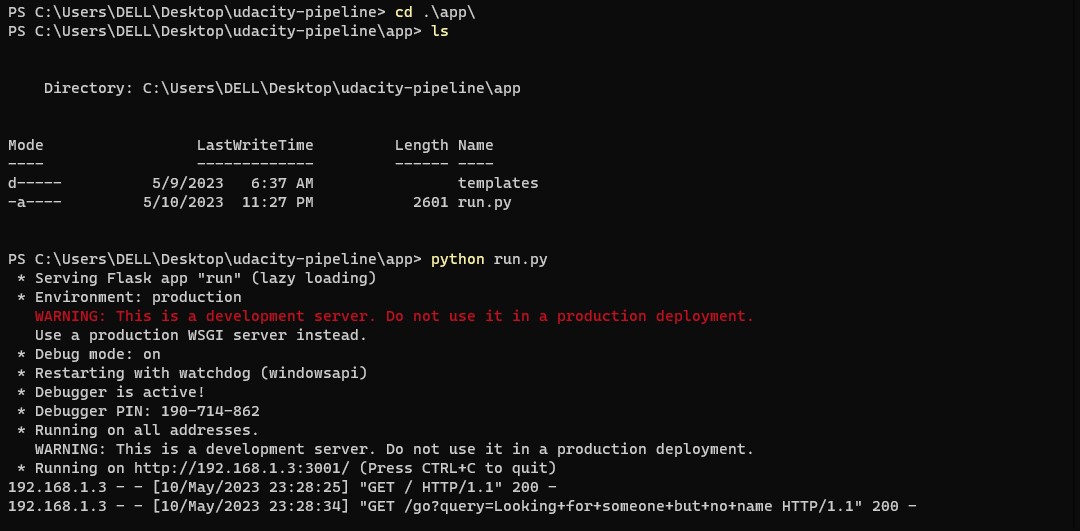 PS C:\Users\DELL\Desktop\udacity-pipeline> cd .\app\
PS C:\Users\DELL\Desktop\udacity-pipeline\app> ls
Directory: C:\Users\DELL\Desktop\udacity-pipeline\app
Mode                 LastWriteTime         Length Name
----                 -------------         ------ ----
d-----          5/9/2023   6:37 AM                templates
-a----         5/10/2023  11:27 PM           2601 run.py
PS C:\Users\DELL\Desktop\udacity-pipeline\app> python run.py
 * Serving Flask app "run" (lazy loading)
 * Environment: production
   WARNING: This is a development server. Do not use it in a production deployment.
   Use a production WSGI server instead.
 * Debug mode: on
 * Restarting with watchdog (windowsapi)
 * Debugger is active!
 * Debugger PIN: 190-714-862
 * Running on all addresses.
   WARNING: This is a development server. Do not use it in a production deployment.
 * Running on http://192.168.1.3:3001/ (Press CTRL+C to quit)
192.168.1.3 - - [10/May/2023 23:28:25] "GET / HTTP/1.1" 200 -
192.168.1.3 - - [10/May/2023 23:28:34] "GET /go?query=Looking+for+someone+but+no+name HTTP/1.1" 200 -